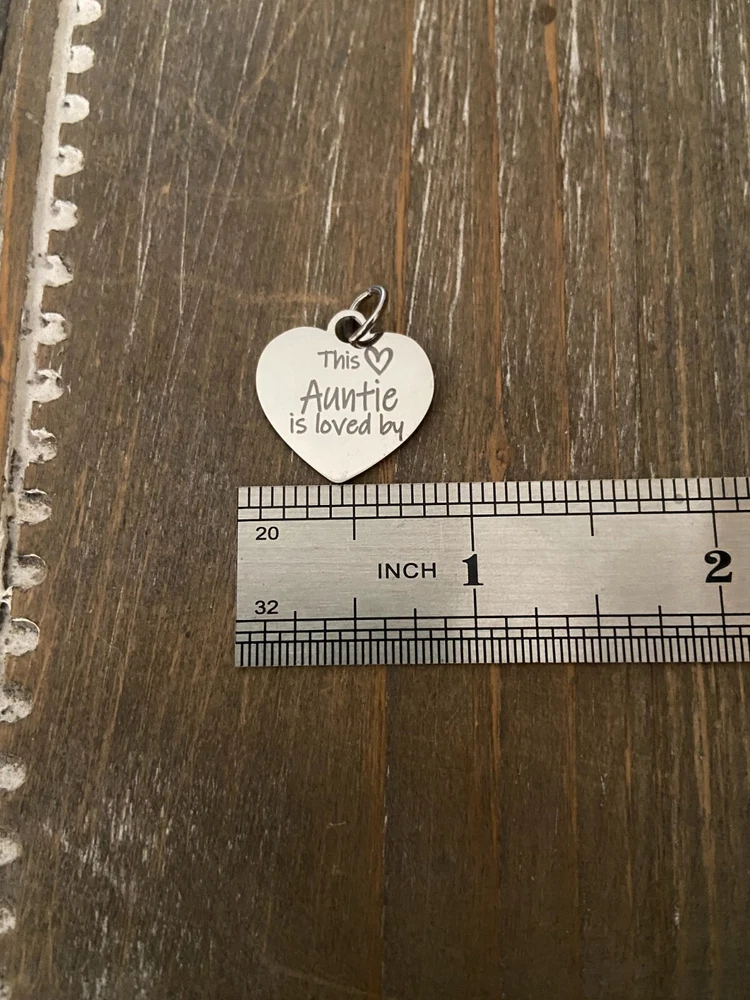 This
Auntie
is loved by
20
INCH 1 2
32